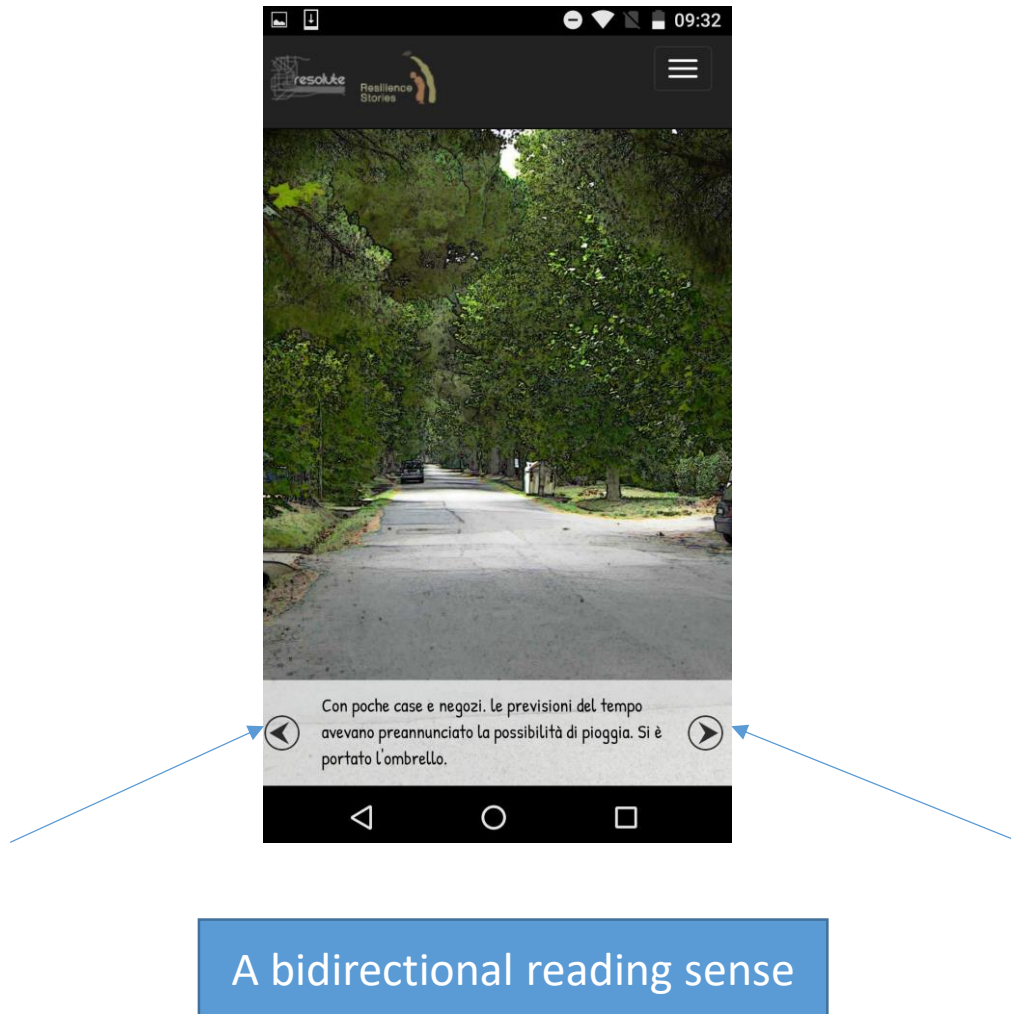 09:32
resolute
Resilience
Stories
Con poche case e negozi. le previsioni del tempo
avevano preannunciato la possibilità di pioggia. Si è
portato l'ombrello.
A bidirectional reading sense